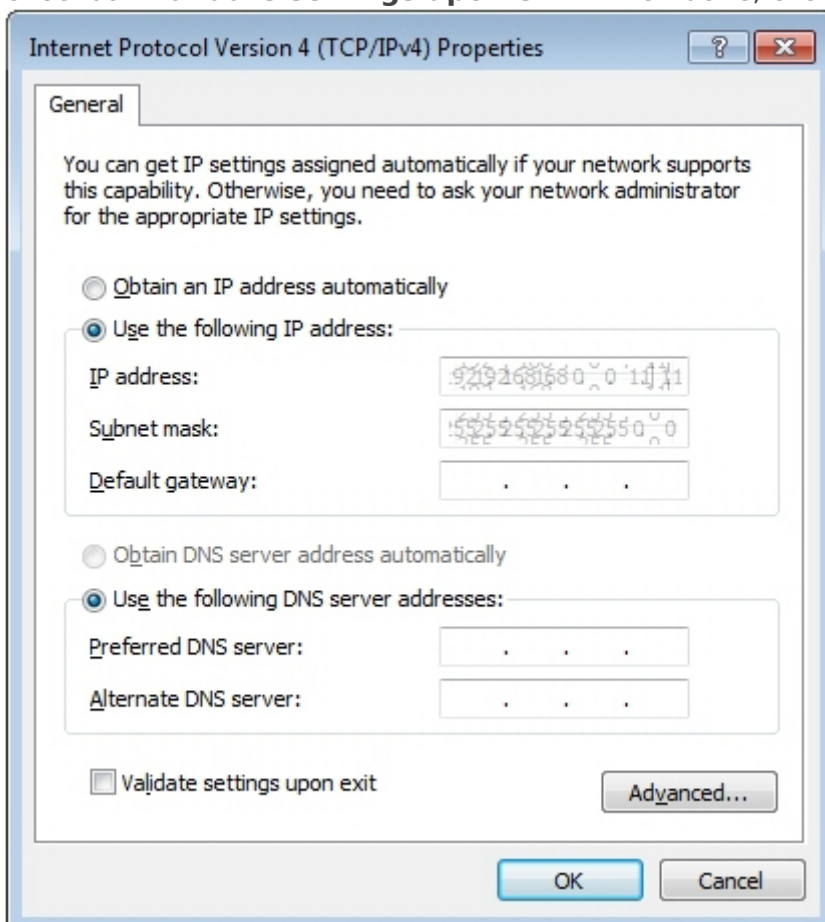 Internet Protocol Version 4 (TCP/IPv4) Properties
General
You can get IP settings assigned automatically if your network supports
this capability. Otherwise, you need to ask your network administrator
for the appropriate IP settings.
Obtain an IP address automatically
Use the following IP address:
IP address:
Subnet mask:
Default gateway: . . .
Obtain DNS server address automatically
Use the following DNS server addresses:
Preferred DNS server: . . .
Alternate DNS server: . . .
Validate settings upon exit
Advanced...
OK Cancel